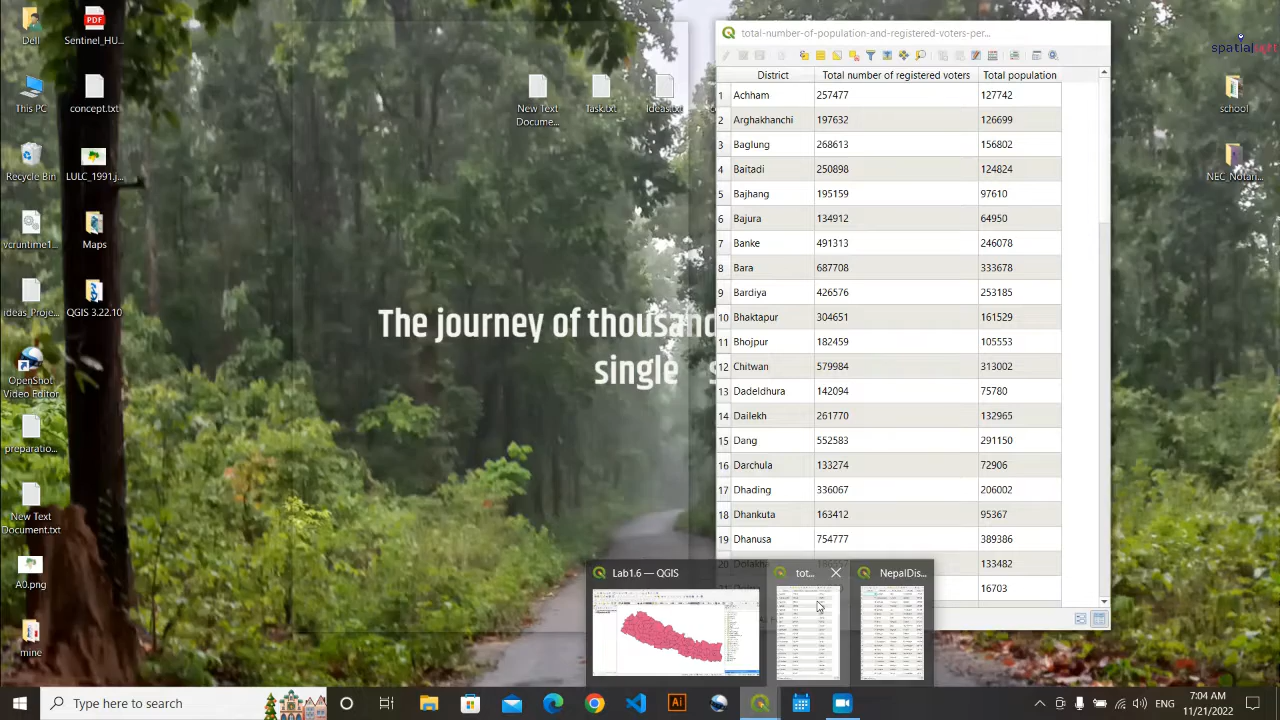 Dell
Sentinel_HU...
This PC
concept.txt
Recycle Bin
LULC_1991.j...
vcruntime1...
Maps
ideas_Proje...
QGIS 3.22.10
OpenShot
Video Editor
preparatio...
New Text
Document.txt
A0.png
mine
New Text
Docume...
Task.txt
Ideas.txt
The journey of thousand
single
school
NEC_Notari...
total-number-of-population-and-registered-voters-per...
District Total number of registered voters Total population
1 Achham 257477 127742
2 Arghakhanchi 197632 126699
3 Baglung 268613 156802
4 Baitadi 250898 134824
5 Bajhang 195159 97610
6 Bajura 134912 64950
7 Banke 491313 246078
8 Bara 687708 333678
9 Bardiya 426576 253185
10 Bhaktapur 304651 161529
11 Bhojpur 182459 105553
12 Chitwan 579984 313002
13 Dadeldhura 142094 75780
14 Dailekh 261770 132965
15 Dang 552583 291150
16 Darchula 133274 72906
17 Dhading 336067 206002
18 Dhankuta 163412 95367
19 Dhanusa 754777 389386
20 Dolakha 186557 133482
Lab1.6 — QGIS
tot...
NepalDis...
Type here to search
ENG
7:04 AM
11/21/2022